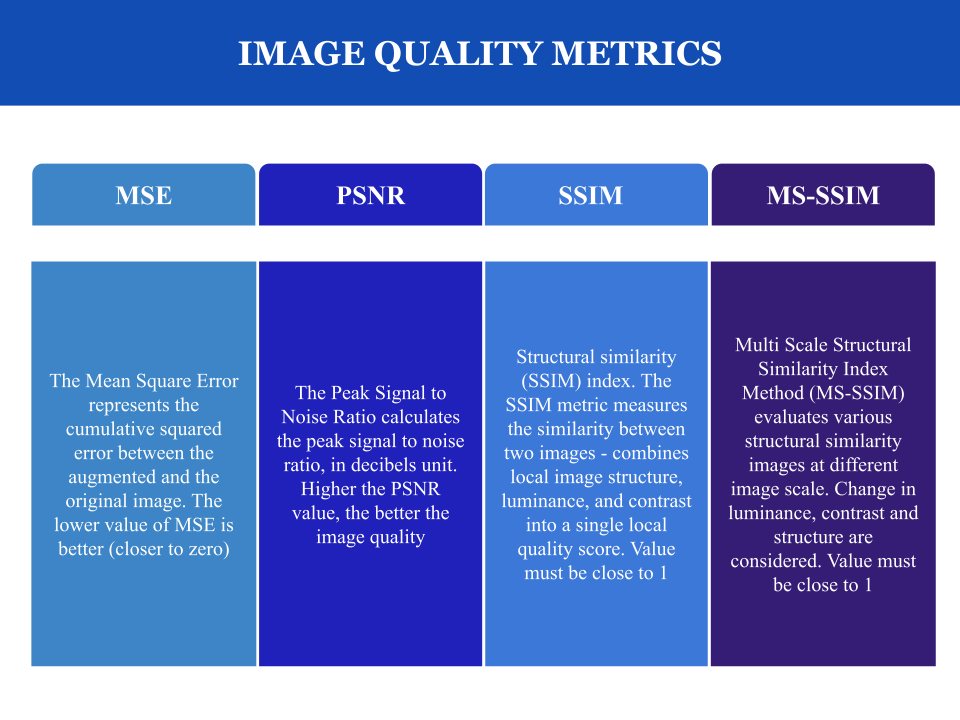 IMAGE QUALITY METRICS
MSE
PSNR
SSIM
MS-SSIM
The Mean Square Error
represents the
cumulative squared
error between the
augmented and the
original image. The
lower value of MSE is
better (closer to zero)
The Peak Signal to
Noise Ratio calculates
the peak signal to noise
ratio, in decibels unit.
Higher the PSNR
value, the better the
image quality
Structural similarity
(SSIM) index. The
SSIM metric measures
the similarity between
two images - combines
local image structure,
luminance, and contrast
into a single local
quality score. Value
must be close to 1
Multi Scale Structural
Similarity Index
Method (MS-SSIM)
evaluates various
structural similarity
images at different
image scale. Change in
luminance, contrast and
structure are
considered. Value must
be close to 1